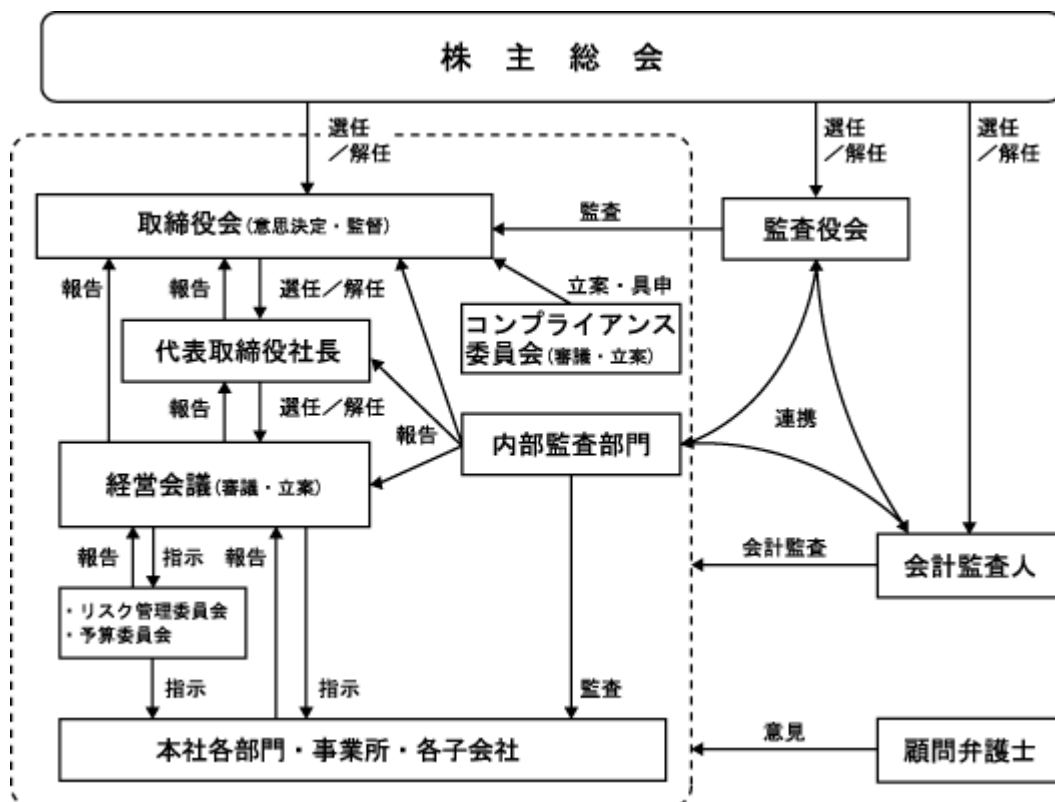 株主総会
選任
／解任
選任
／解任
選任
／解任
取締役会(意思決定・監督)
監査
監査役会
報告
報告
選任／解任
立案・具申
コンプライアンス
委員会(審議・立案)
代表取締役社長
報告
選任／解任
報告
内部監査部門
連携
経営会議(審議・立案)
報告
指示
報告
会計監査
会計監査人
・リスク管理委員会
・予算委員会
指示
指示
監査
本社各部門・事業所・各子会社
意見
顧問弁護士